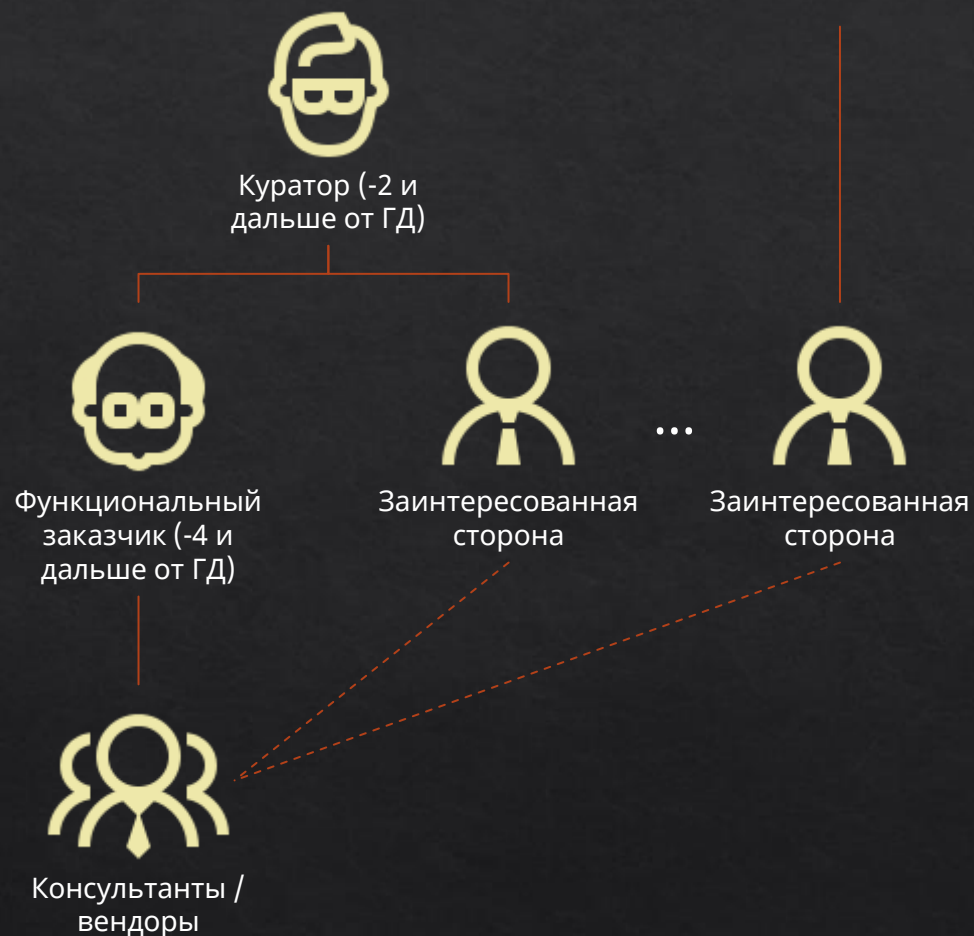 Куратор (-2 и
дальше от ГД)
Функциональный
заказчик (-4 и
дальше от ГД)
Заинтересованная
сторона
...
Заинтересованная
сторона
Консультанты /
вендоры